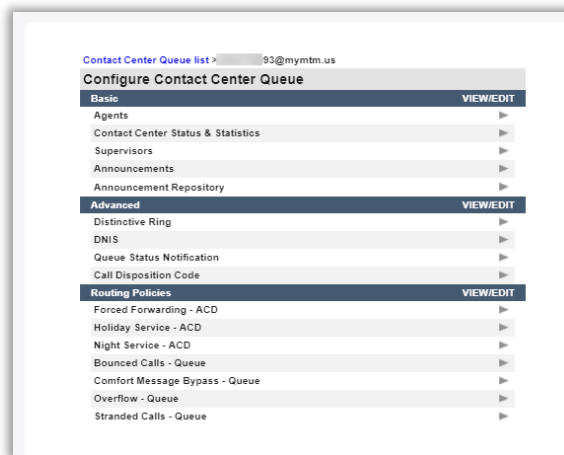 Contact Center Queue list > 93@mymtm.us
Configure Contact Center Queue
Basic VIEW/EDIT
Agents
Contact Center Status & Statistics
Supervisors
Announcements
Announcement Repository
Advanced VIEW/EDIT
Distinctive Ring
DNIS
Queue Status Notification
Call Disposition Code
Routing Policies VIEW/EDIT
Forced Forwarding - ACD
Holiday Service - ACD
Night Service - ACD
Bounced Calls - Queue
Comfort Message Bypass - Queue
Overflow - Queue
Stranded Calls - Queue